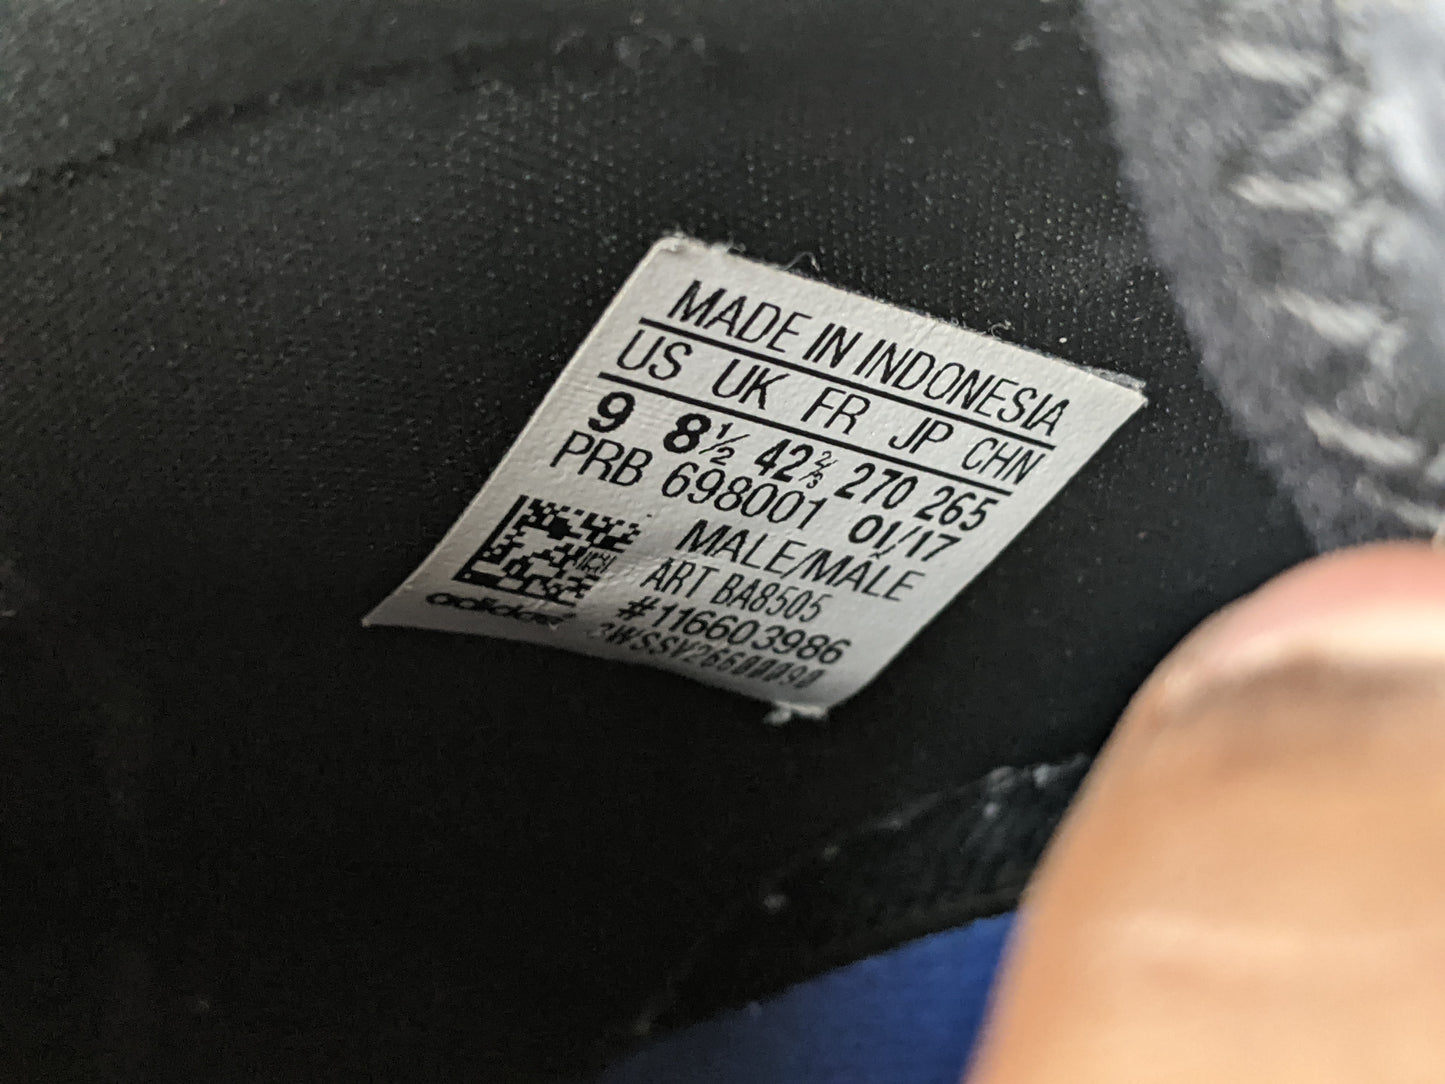 MADE IN INDONESIA
US UK FR JP CHN
9 8½ 42⅔ 270 265
PRB 698001 01/17
MALE/MÂLE
ART BA8505
#116603986
adidas